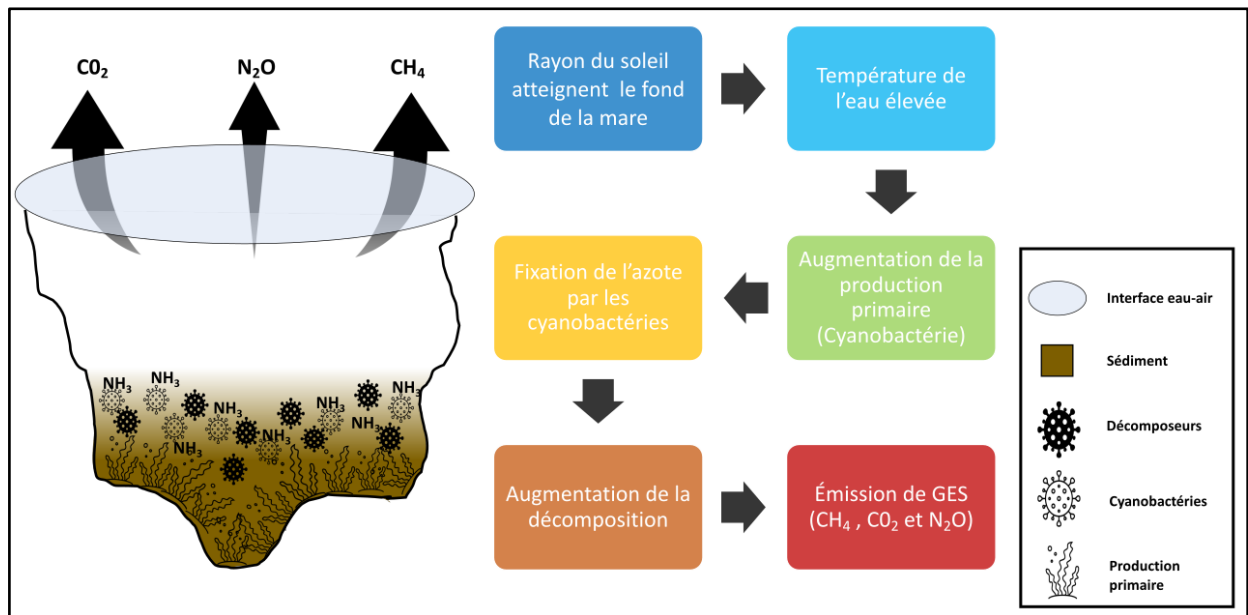 C0₂
N₂O
CH₄
Rayon du soleil
atteignent le fond
de la mare
Température de
l'eau élevée
Augmentation de la
production
primaire
(Cyanobactérie)
Fixation de l'azote
par les
cyanobactéries
Augmentation de la
décomposition
Émission de GES
(CH₄ , C0₂ et N₂O)
NH₃
NH₃
NH₃
NH₃
NH₃
NH₃
NH₃
Interface eau-air
Sédiment
Décomposeurs
Cyanobactéries
Production
primaire